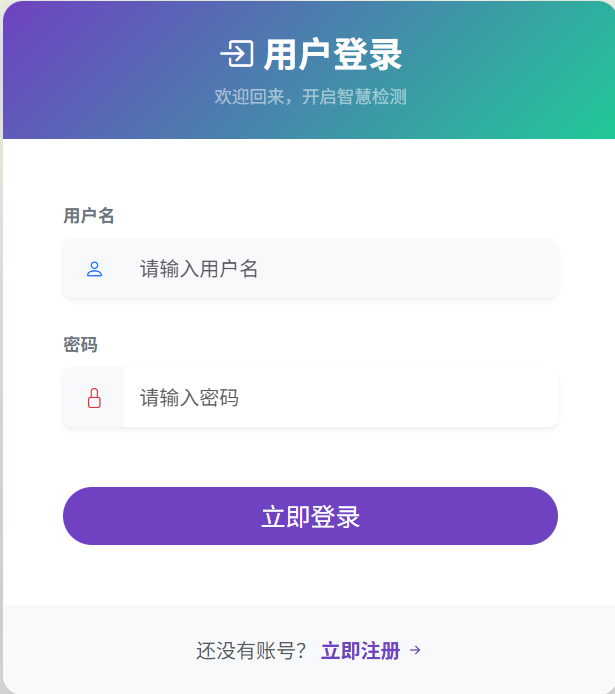 用户登录
欢迎回来，开启智慧检测
用户名
请输入用户名
密码
请输入密码
立即登录
还没有账号？ 立即注册 →